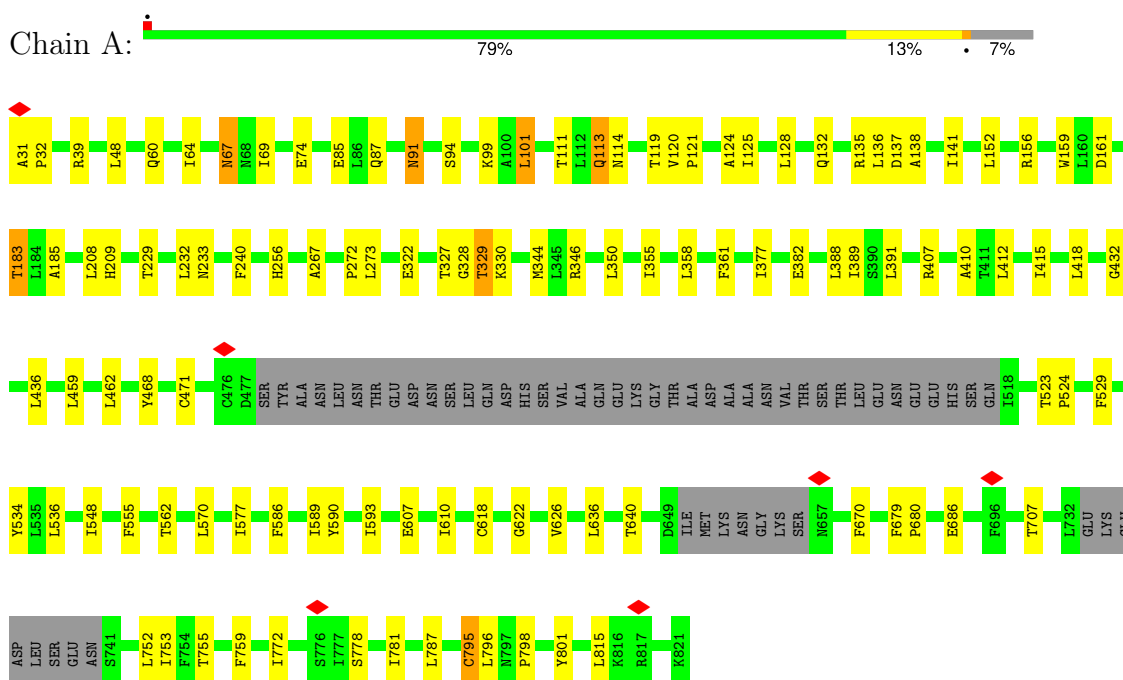 Chain A:
79% 13% • 7%
A31 P32 R39 L48 Q60 I64 N67 N68 I69 E74 E85 L86 Q87 N91 S94 K99 A100 L101 T111 L112 Q113 N114 T119 V120 P121 A124 I125 L128 Q132 R135 L136 D137 A138 I141 L152 R156 W159 L160 D161
T183 L184 A185 L208 H209 T229 L232 N233 F240 H256 A267 P272 L273 E322 T327 G328 T329 K330 M344 L345 R346 L350 I355 L358 F361 I377 E382 L388 I389 S390 L391 R407 A410 T411 L412 I415 L418 G432
L436 L459 L462 Y468 C471 C476 D477 SER TYR ALA ASN LEU ASN THR GLU ASP ASN SER LEU GLN ASP HIS SER VAL ALA GLN GLU LYS GLY THR ALA ASP ALA ALA ASN VAL THR SER THR LEU GLU ASN GLU GLU HIS SER GLN I518 T523 P524 F529
Y534 L535 L536 I548 F555 T562 L570 I577 F586 I589 Y590 I593 E607 I610 C618 G622 V626 L636 T640 D649 ILE MET LYS ASN GLY LYS SER N657 F670 F679 P680 E686 F696 T707 L732 GLU LYS
ASP LEU SER GLU ASN S741 L752 I753 F754 T755 F759 I772 S776 I777 S778 I781 L787 C795 L796 N797 P798 Y801 L815 K816 R817 K821